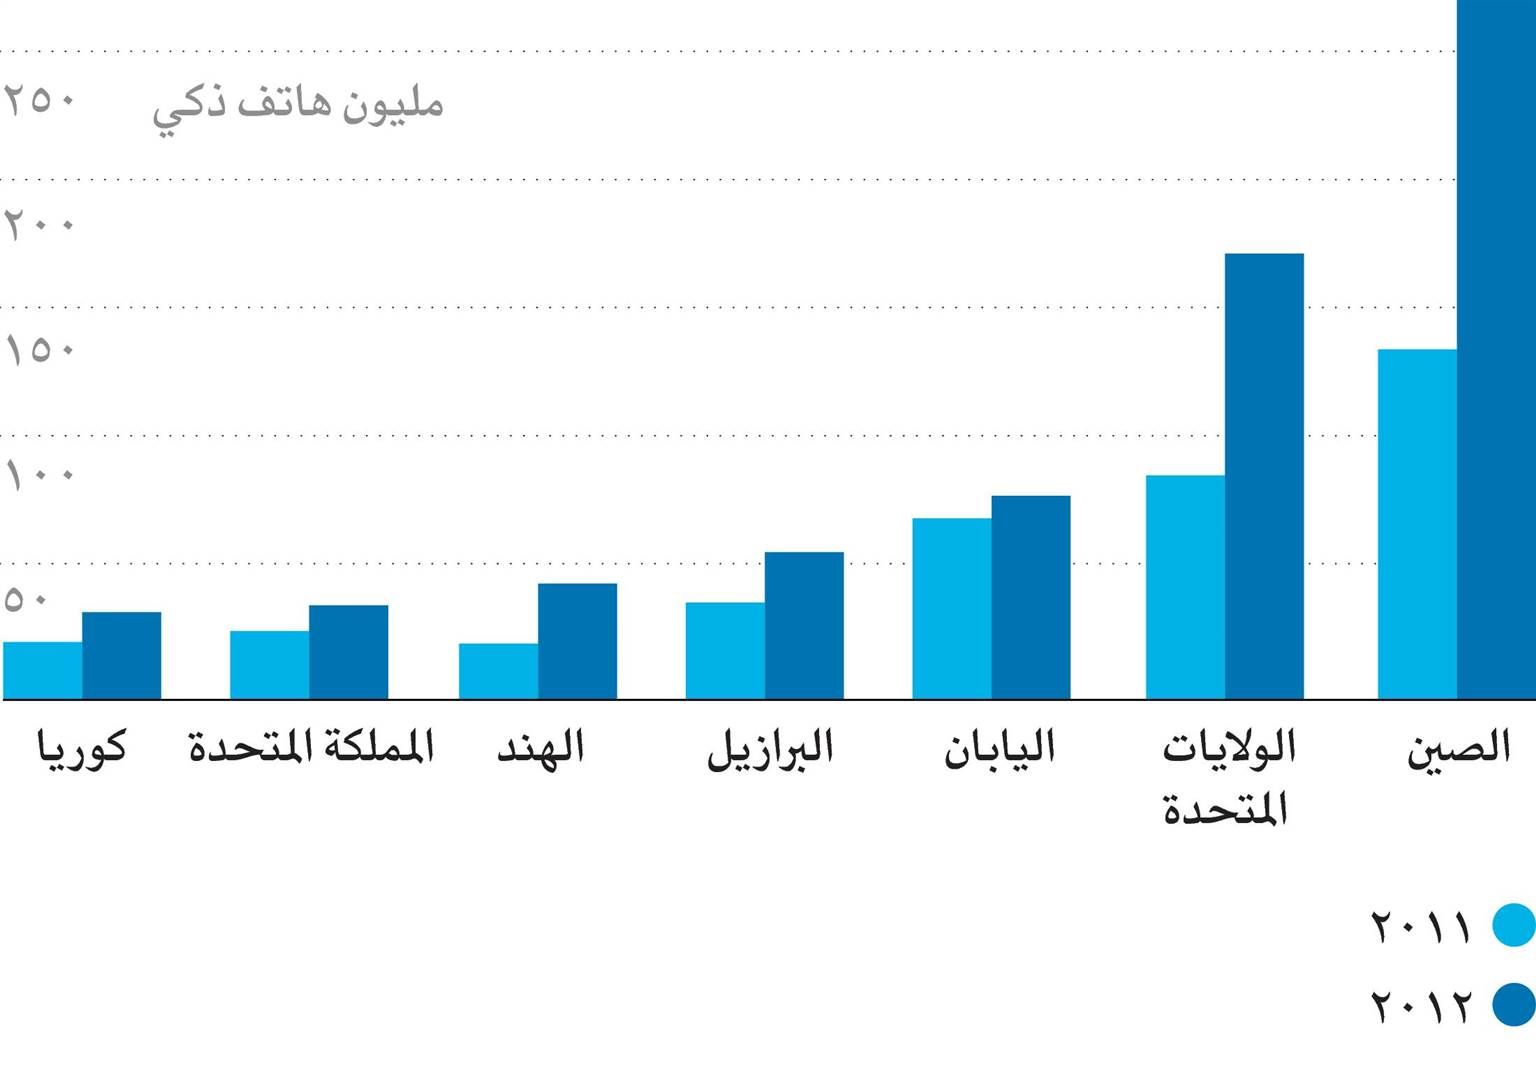 مليون هاتف ذكي
٢٥٠
٢٠٠
١٥٠
١٠٠
٥٠
الصين
الولايات
المتحدة
اليابان
البرازيل
الهند
المملكة المتحدة
كوريا
٢٠١١
٢٠١٢